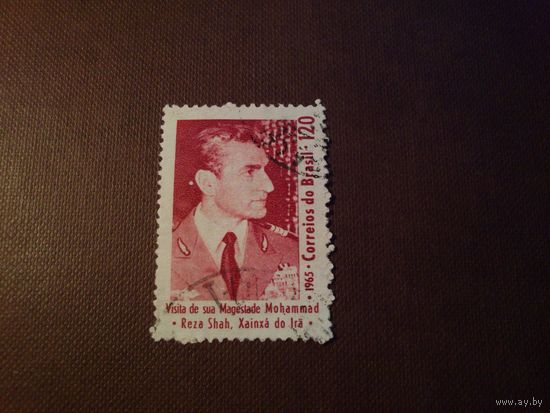 1965 • Correios do Brasil • 120
Visita de sua Magestade Mohammad
• Reza Shah, Xainxá do Irã •
www.ay.by